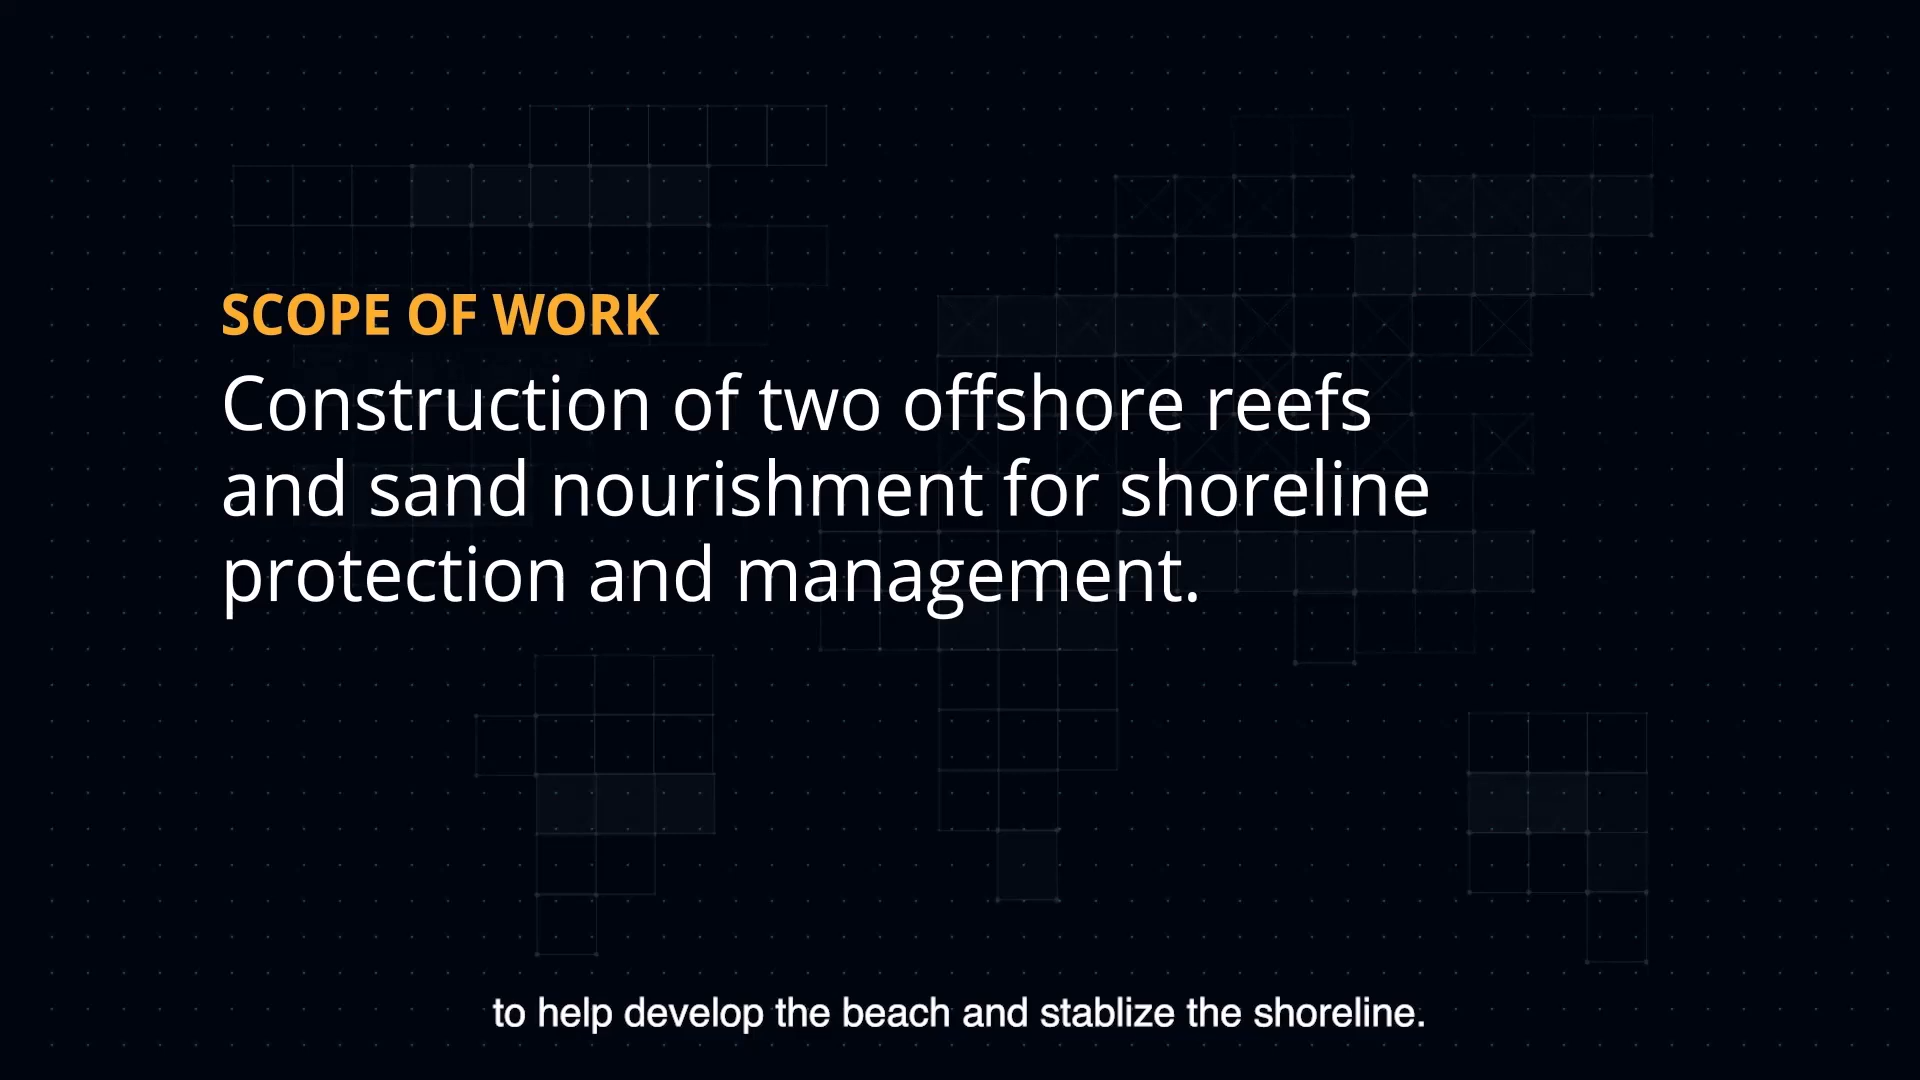 SCOPE OF WORK
Construction of two offshore reefs
and sand nourishment for shoreline
protection and management.
to help develop the beach and stablize the shoreline.